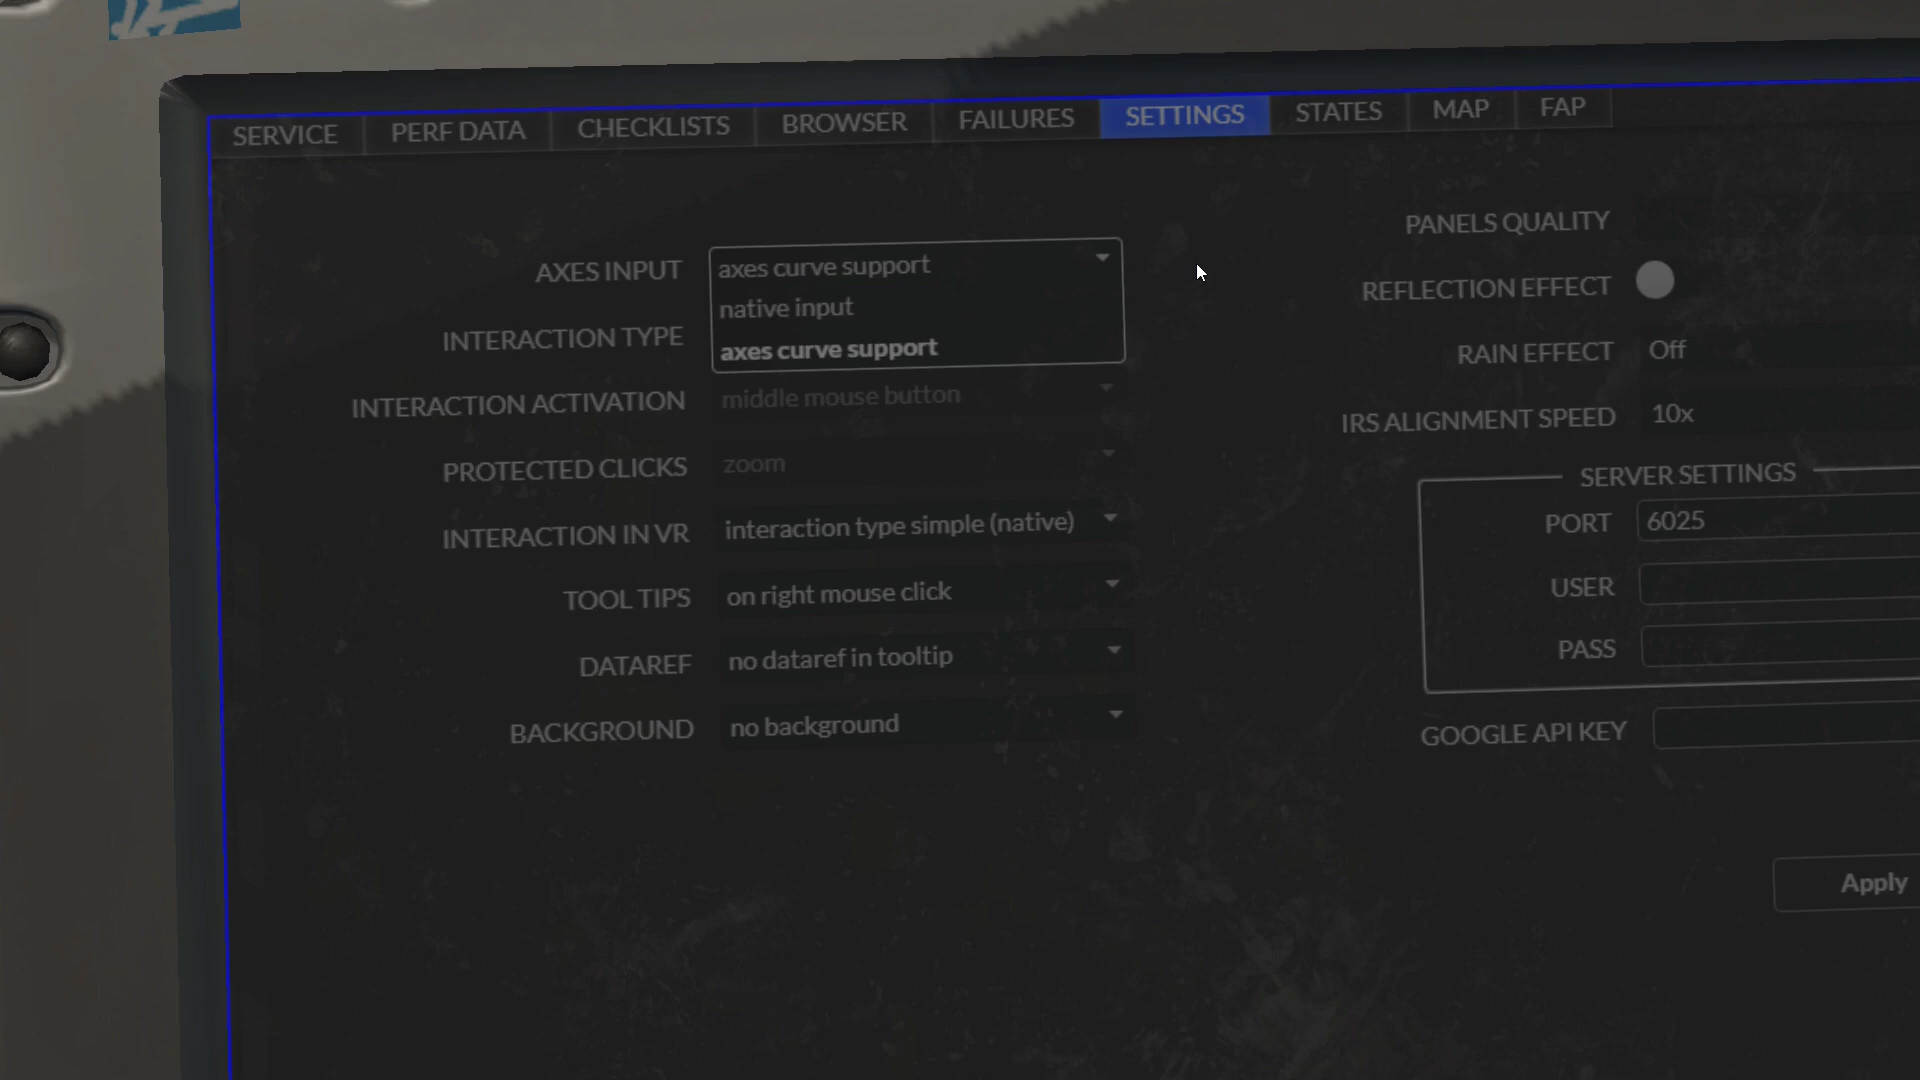 SERVICE PERF DATA CHECKLISTS BROWSER FAILURES SETTINGS STATES MAP FAP
AXES INPUT axes curve support
native input
axes curve support
INTERACTION TYPE
INTERACTION ACTIVATION middle mouse button
PROTECTED CLICKS zoom
INTERACTION IN VR interaction type simple (native)
TOOL TIPS on right mouse click
DATAREF no dataref in tooltip
BACKGROUND no background
PANELS QUALITY
REFLECTION EFFECT
RAIN EFFECT Off
IRS ALIGNMENT SPEED 10x
SERVER SETTINGS
PORT 6025
USER
PASS
GOOGLE API KEY
Apply